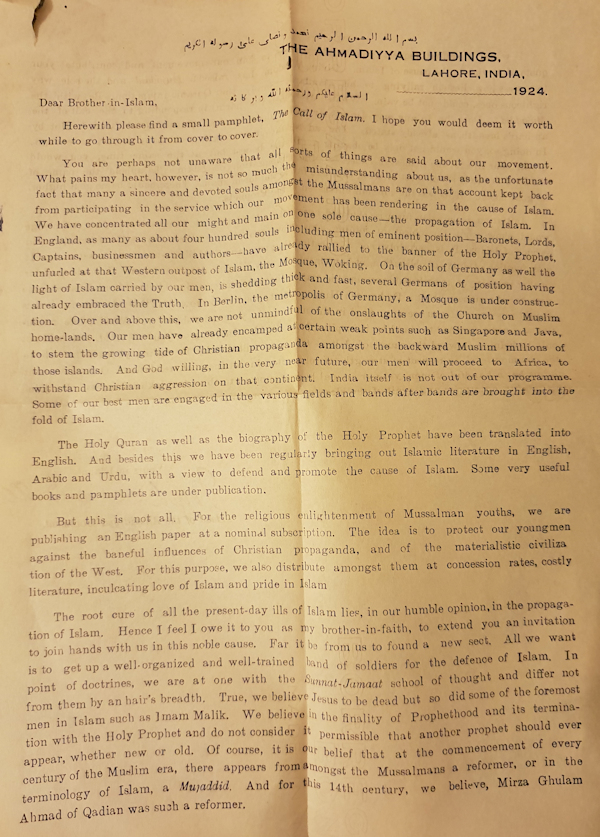 بسم الله الرحمن الرحيم نحمده و نصلى على رسوله الكريم
THE AHMADIYYA BUILDINGS,
LAHORE, INDIA,
1924.
السلام عليكم ورحمة الله و بركاته
Dear Brother-in-Islam,
Herewith please find a small pamphlet, The Call of Islam. I hope you would deem it worth
while to go through it from cover to cover.
You are perhaps not unaware that all sorts of things are said about our movement.
What pains my heart, however, is not so much the misunderstanding about us, as the unfortunate
fact that many a sincere and devoted souls amongst the Mussalmans are on that account kept back
from participating in the service which our movement has been rendering in the cause of Islam.
We have concentrated all our might and main on one sole cause—the propagation of Islam. In
England, as many as about four hundred souls including men of eminent position—Baronets, Lords,
Captains, businessmen and authors—have already rallied to the banner of the Holy Prophet,
unfurled at that Western outpost of Islam, the Mosque, Woking. On the soil of Germany as well the
light of Islam carried by our men, is shedding thick and fast, several Germans of position having
already embraced the Truth. In Berlin, the metropolis of Germany, a Mosque is under construc-
tion. Over and above this, we are not unmindful of the onslaughts of the Church on Muslim
home-lands. Our men have already encamped at certain weak points such as Singapore and Java,
to stem the growing tide of Christian propaganda amongst the backward Muslim millions of
those islands. And God willing, in the very near future, our men will proceed to Africa, to
withstand Christian aggression on that continent. India itself is not out of our programme.
Some of our best men are engaged in the various fields and bands after bands are brought into the
fold of Islam.
The Holy Quran as well as the biography of the Holy Prophet have been translated into
English. And besides this we have been regularly bringing out Islamic literature in English,
Arabic and Urdu, with a view to defend and promote the cause of Islam. Some very useful
books and pamphlets are under publication.
But this is not all. For the religious enlightenment of Mussalman youths, we are
publishing an English paper at a nominal subscription. The idea is to protect our youngmen
against the baneful influences of Christian propaganda, and of the materialistic civiliza
tion of the West. For this purpose, we also distribute amongst them at concession rates, costly
literature, inculcating love of Islam and pride in Islam
The root cure of all the present-day ills of Islam lies, in our humble opinion, in the propaga-
tion of Islam. Hence I feel I owe it to you as my brother-in-faith, to extend you an invitation
to join hands with us in this noble cause. Far it be from us to found a new sect. All we want
is to get up a well-organized and well-trained band of soldiers for the defence of Islam. In
point of doctrines, we are at one with the Sunnat-Jamaat school of thought and differ not
from them by an hair's breadth. True, we believe Jesus to be dead but so did some of the foremost
men in Islam such as Imam Malik. We believe in the finality of Prophethood and its termina-
tion with the Holy Prophet and do not consider it permissible that another prophet should ever
appear, whether new or old. Of course, it is our belief that at the commencement of every
century of the Muslim era, there appears from amongst the Mussalmans a reformer, or in the
terminology of Islam, a Mujaddid. And for this 14th century, we believe, Mirza Ghulam
Ahmad of Qadian was such a reformer.